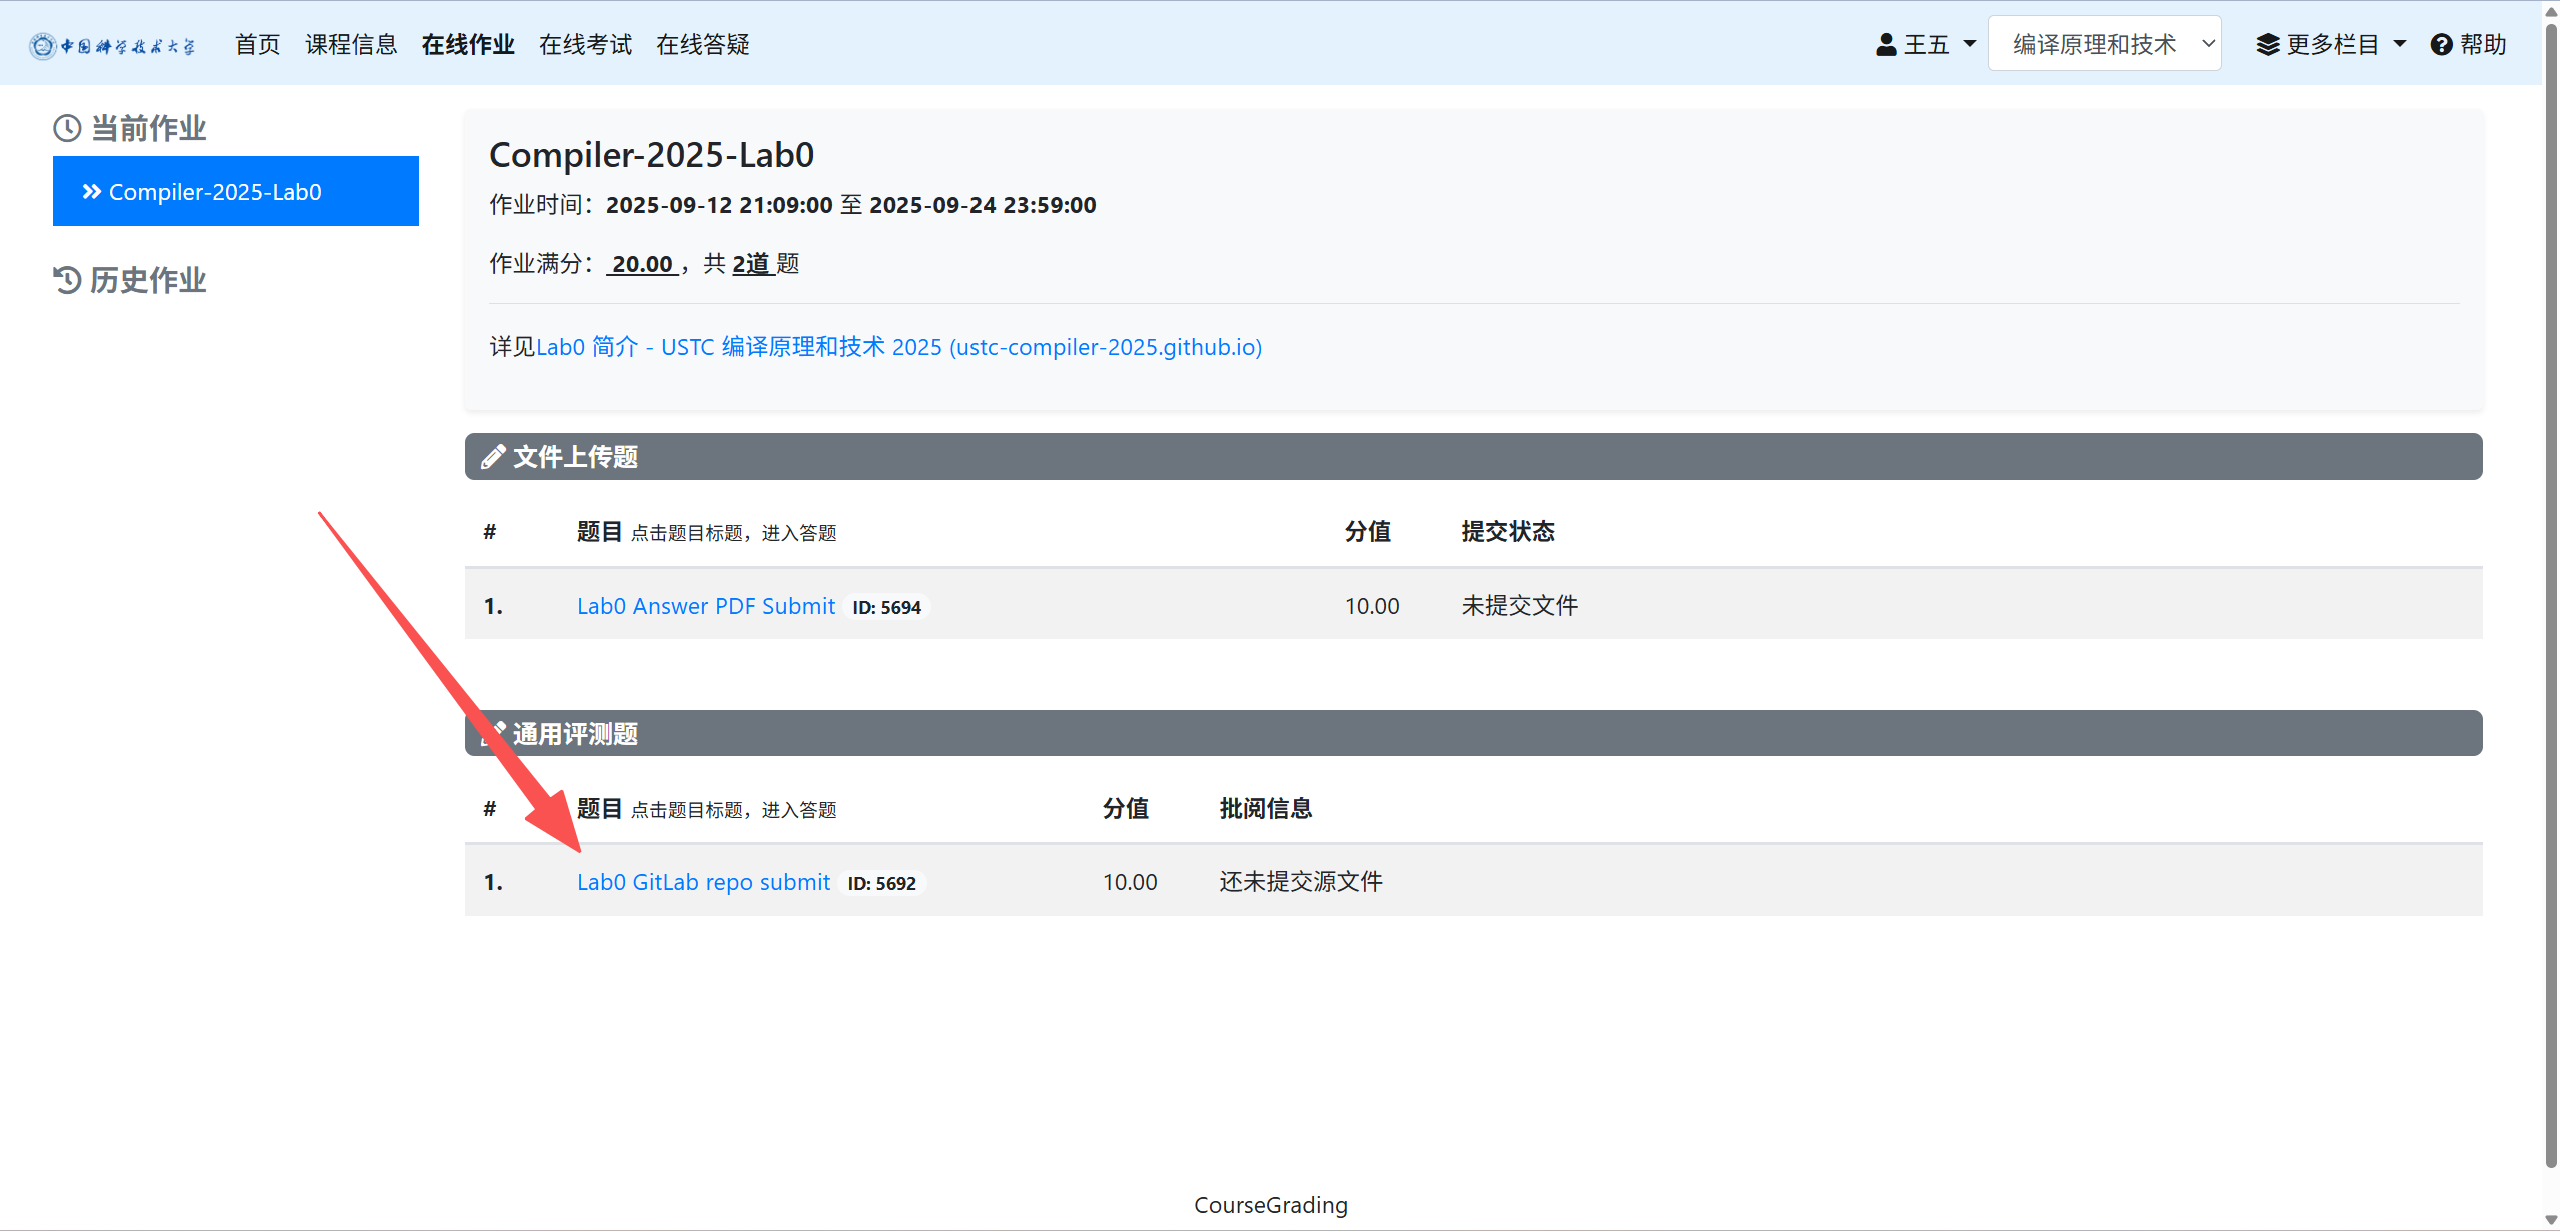 中国科学技术大学 首页 课程信息 在线作业 在线考试 在线答疑 王五 编译原理和技术 更多栏目 帮助
当前作业
Compiler-2025-Lab0
历史作业
Compiler-2025-Lab0
作业时间：2025-09-12 21:09:00 至 2025-09-24 23:59:00
作业满分： 20.00 ，共 2道 题
详见Lab0 简介 - USTC 编译原理和技术 2025 (ustc-compiler-2025.github.io)
文件上传题
# 题目 点击题目标题，进入答题 分值 提交状态
1. Lab0 Answer PDF Submit ID: 5694 10.00 未提交文件
通用评测题
# 题目 点击题目标题，进入答题 分值 批阅信息
1. Lab0 GitLab repo submit ID: 5692 10.00 还未提交源文件
CourseGrading